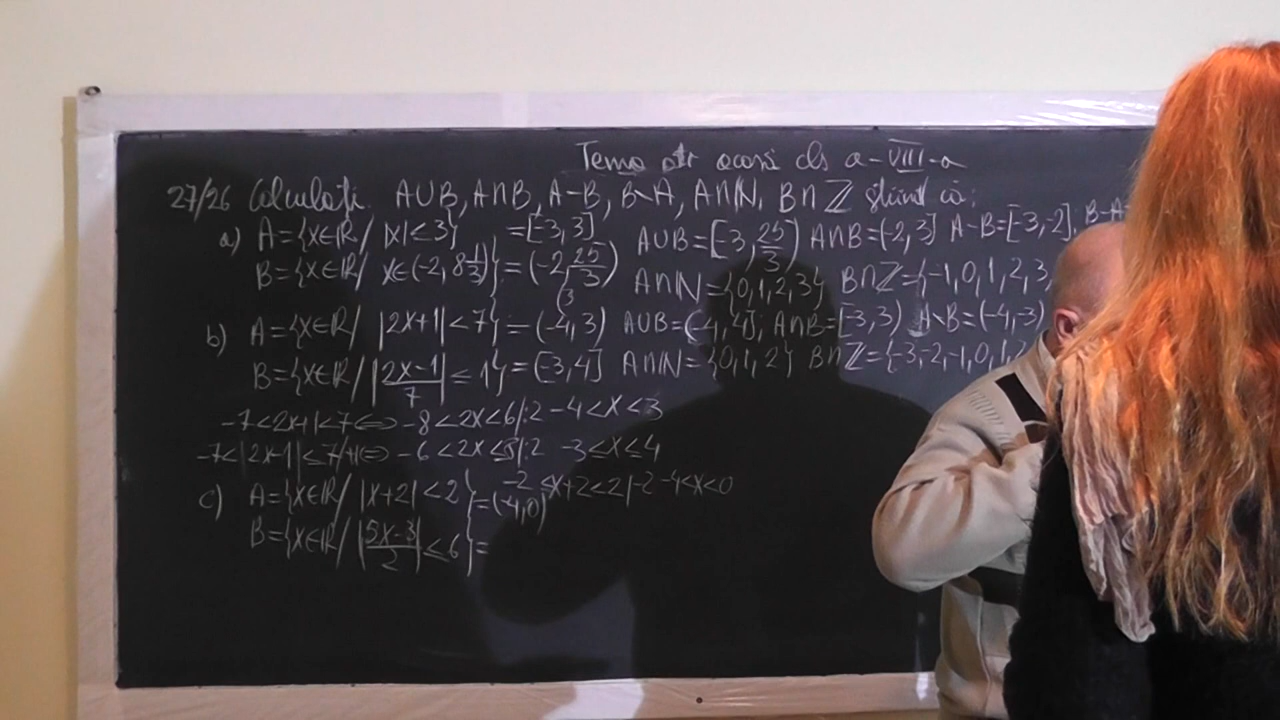 Tema acasă cls a-VIII-a
27/26 Calculați. A∪B, A∩B, A-B, B∖A, A∩ℕ, B∩ℤ știind că:
a) A={x∈ℝ/ |x|≤3} =[-3,3] A∪B=[-3,25/3) A∩B=(-2,3] A-B=[-3,-2], B-A=
B={x∈ℝ/ x∈(-2,8 1/3)}=(-2,25/3) A∩ℕ={0,1,2,3} B∩ℤ={-1,0,1,2,3,
b) A={x∈ℝ/ |2x+1|<7}=(-4,3) A∪B=(-4,4]; A∩B=[-3,3) A∖B=(-4,-3)
B={x∈ℝ/ |(2x-1)/7|≤1}=[-3,4] A∩ℕ={0,1,2} B∩ℤ={-3,-2,-1,0,1,2
-7<2x+1<7⇔ -8<2x<6|:2 -4<x<3
-7<|2x-1|≤7/+1⇔ -6<2x≤8|:2 -3≤x≤4
c) A={x∈ℝ/ |x+2|<2}=(-4,0) -2<x+2<2|-2 -4<x<0
B={x∈ℝ/ |(5x-3)/2|≤6}=